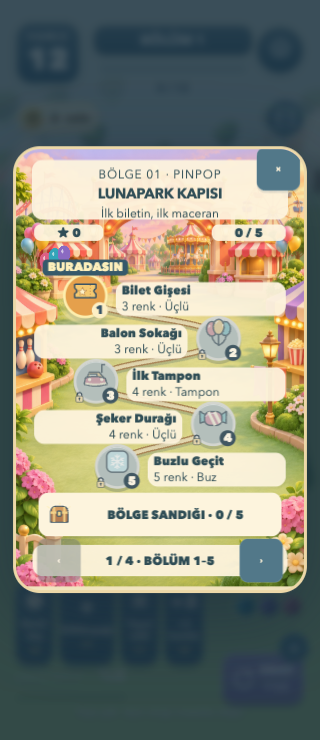 BÖLGE 01 · PINPOP
LUNAPARK KAPISI
İlk biletin, ilk maceran
×
★ 0
0 / 5
BURADASIN
Bilet Gişesi
3 renk · Üçlü
1
Balon Sokağı
3 renk · Üçlü
2
İlk Tampon
4 renk · Tampon
3
Şeker Durağı
4 renk · Üçlü
4
Buzlu Geçit
5 renk · Buz
5
BÖLGE SANDIĞI · 0 / 5
‹
1 / 4 · BÖLÜM 1–5
›